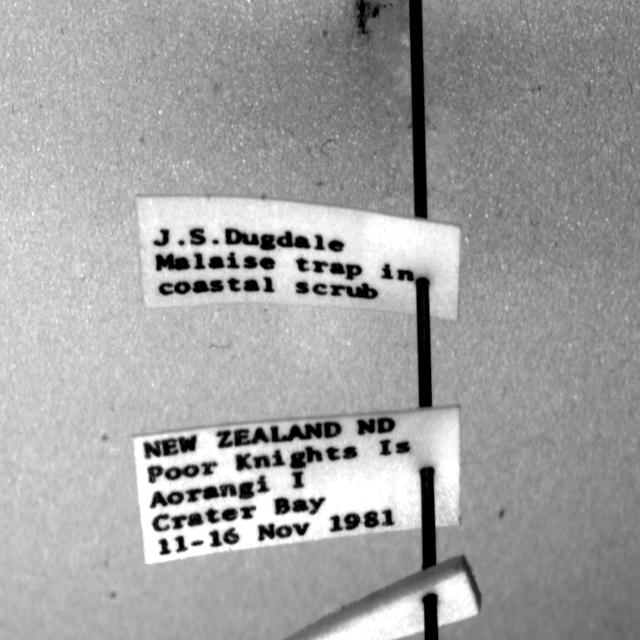 J.S.Dugdale
Malaise trap in
coastal scrub
NEW ZEALAND ND
Poor Knights Is
Aorangi I
Crater Bay
11-16 Nov 1981